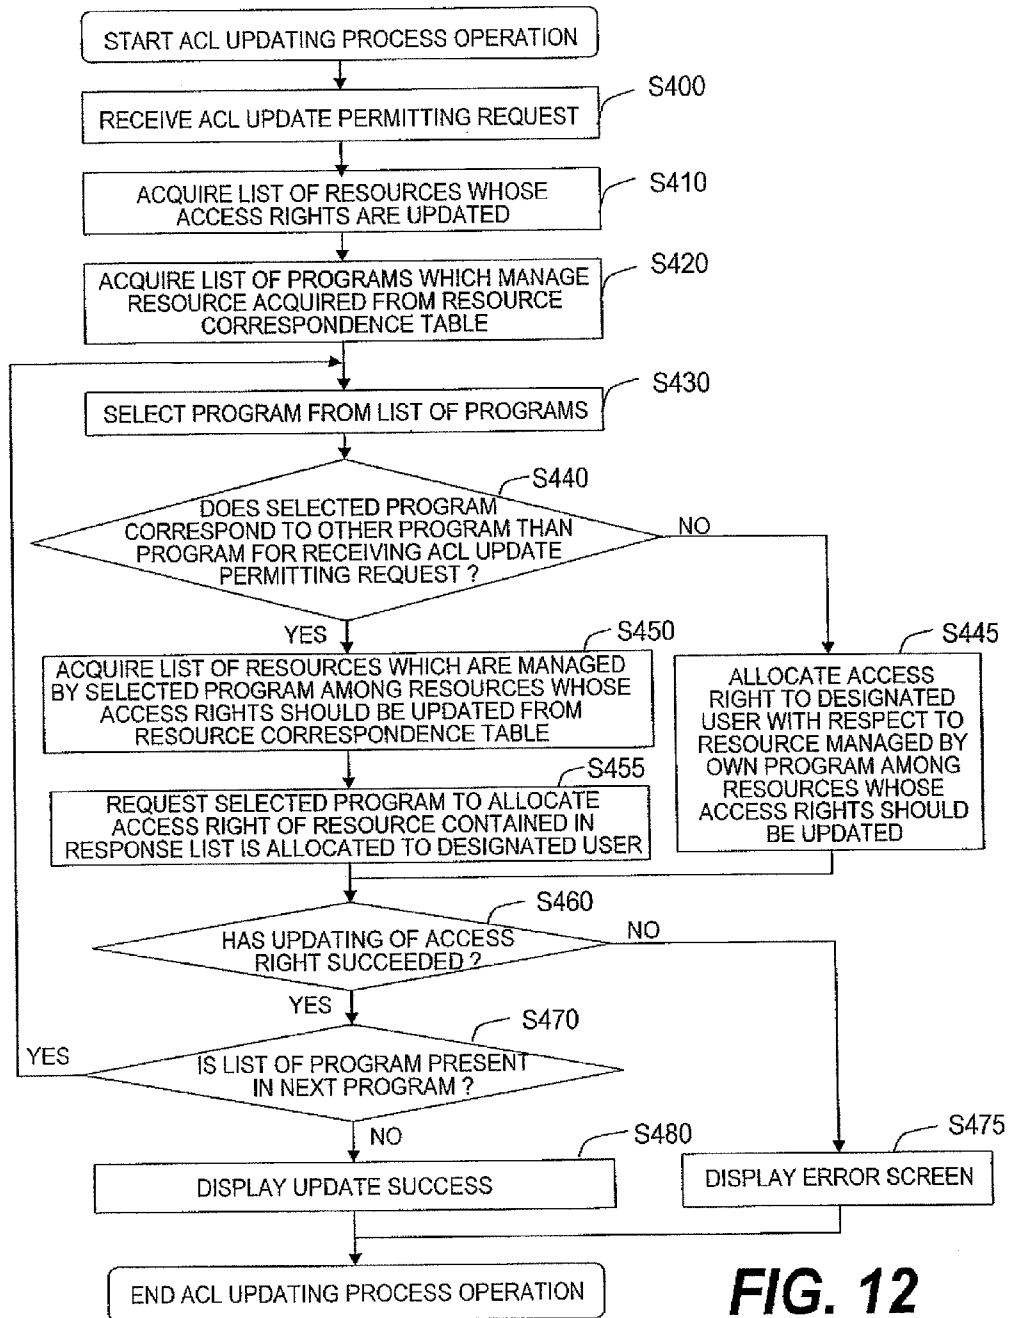 START ACL UPDATING PROCESS OPERATION
S400
RECEIVE ACL UPDATE PERMITTING REQUEST
S410
ACQUIRE LIST OF RESOURCES WHOSE
ACCESS RIGHTS ARE UPDATED
S420
ACQUIRE LIST OF PROGRAMS WHICH MANAGE
RESOURCE ACQUIRED FROM RESOURCE
CORRESPONDENCE TABLE
S430
SELECT PROGRAM FROM LIST OF PROGRAMS
S440
DOES SELECTED PROGRAM
CORRESPOND TO OTHER PROGRAM THAN
PROGRAM FOR RECEIVING ACL UPDATE
PERMITTING REQUEST ?
NO
YES
S450
ACQUIRE LIST OF RESOURCES WHICH ARE MANAGED
BY SELECTED PROGRAM AMONG RESOURCES WHOSE
ACCESS RIGHTS SHOULD BE UPDATED FROM
RESOURCE CORRESPONDENCE TABLE
S445
ALLOCATE ACCESS
RIGHT TO DESIGNATED
USER WITH RESPECT TO
RESOURCE MANAGED BY
OWN PROGRAM AMONG
RESOURCES WHOSE
ACCESS RIGHTS SHOULD
BE UPDATED
S455
REQUEST SELECTED PROGRAM TO ALLOCATE
ACCESS RIGHT OF RESOURCE CONTAINED IN
RESPONSE LIST IS ALLOCATED TO DESIGNATED USER
S460
HAS UPDATING OF ACCESS
RIGHT SUCCEEDED ?
NO
YES
S470
IS LIST OF PROGRAM PRESENT
IN NEXT PROGRAM ?
YES
NO
S480
DISPLAY UPDATE SUCCESS
S475
DISPLAY ERROR SCREEN
END ACL UPDATING PROCESS OPERATION
FIG. 12